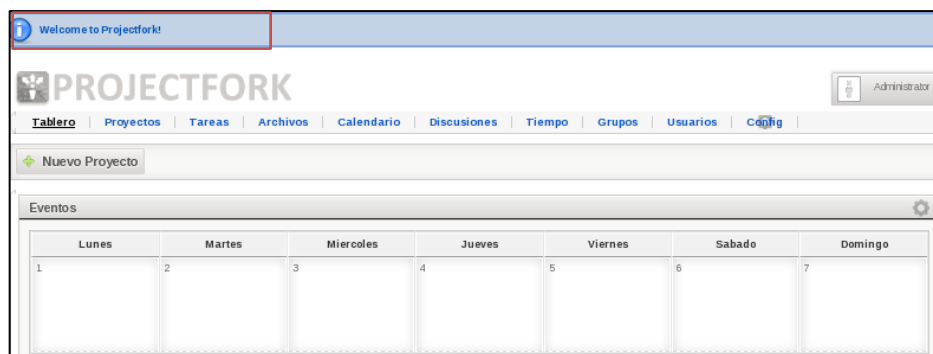 Welcome to Projectfork!
PROJECTFORK
Administrator
Tablero Proyectos Tareas Archivos Calendario Discusiones Tiempo Grupos Usuarios Config
Nuevo Proyecto
Eventos
Lunes Martes Miercoles Jueves Viernes Sabado Domingo
1 2 3 4 5 6 7